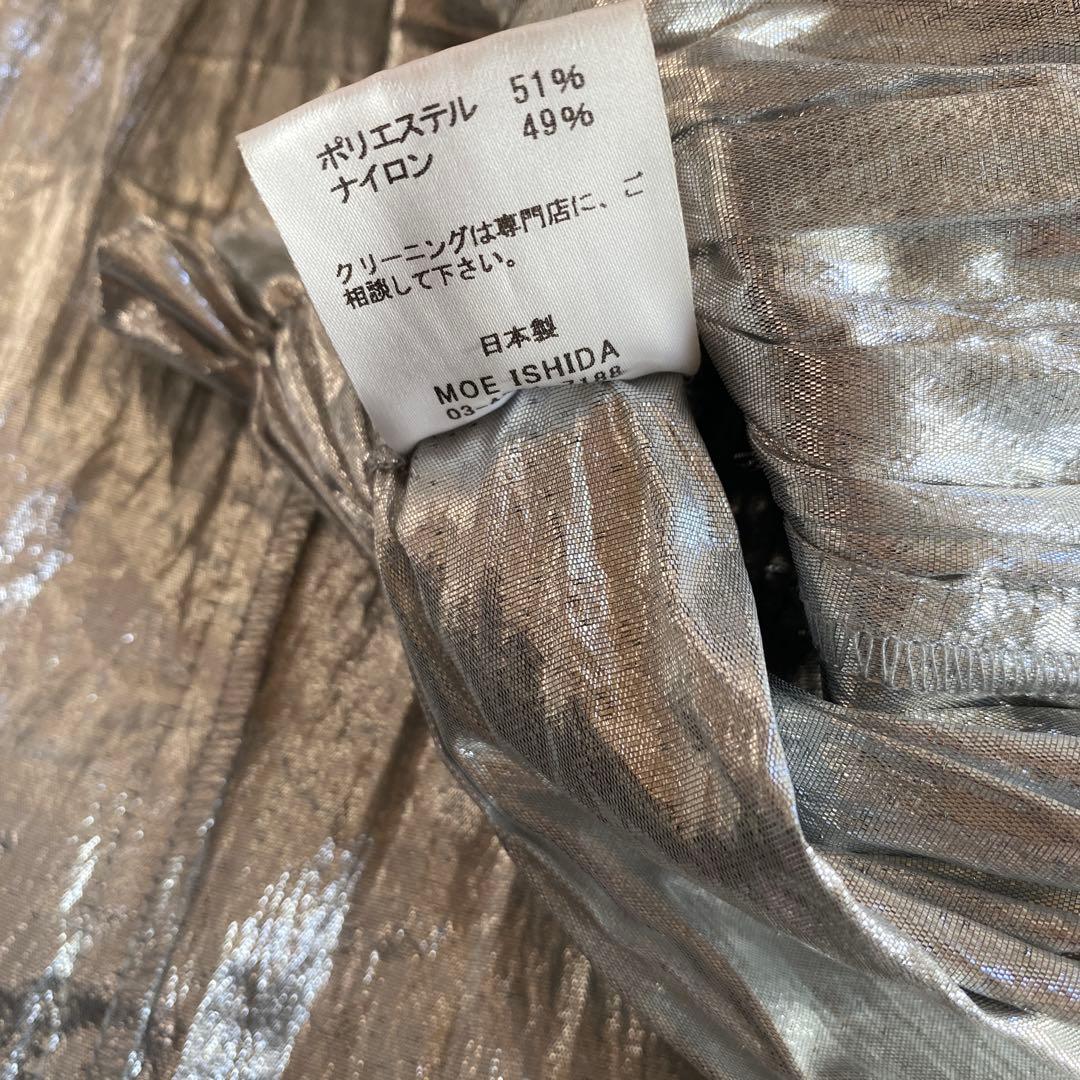 ポリエステル 51%
ナイロン 49%
クリーニングは専門店に、ご
相談して下さい。
日本製
MOE ISHIDA
03-